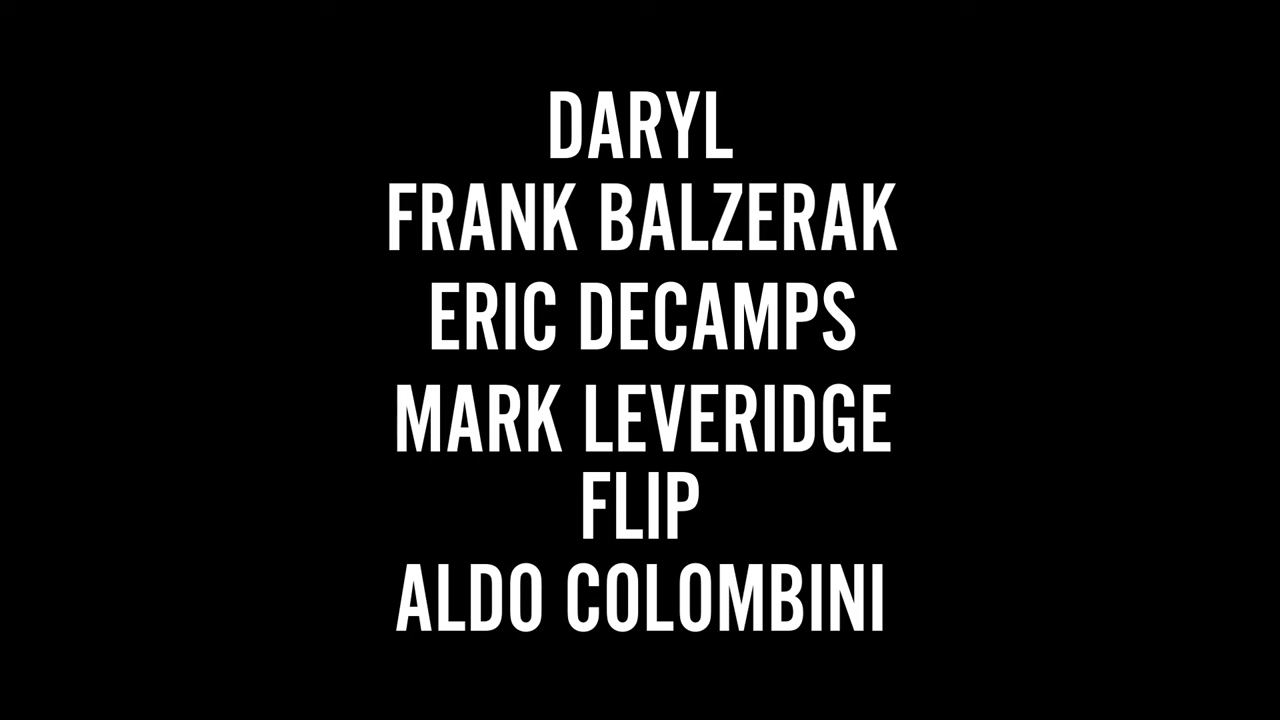 DARYL
FRANK BALZERAK
ERIC DECAMPS
MARK LEVERIDGE
FLIP
ALDO COLOMBINI